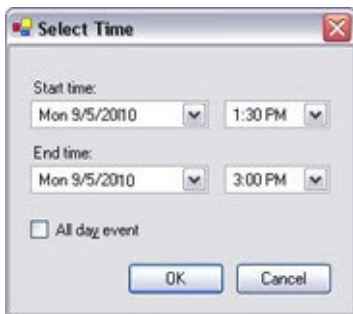 Select Time
Start time:
Mon 9/5/2010 1:30 PM
End time:
Mon 9/5/2010 3:00 PM
All day event
OK Cancel